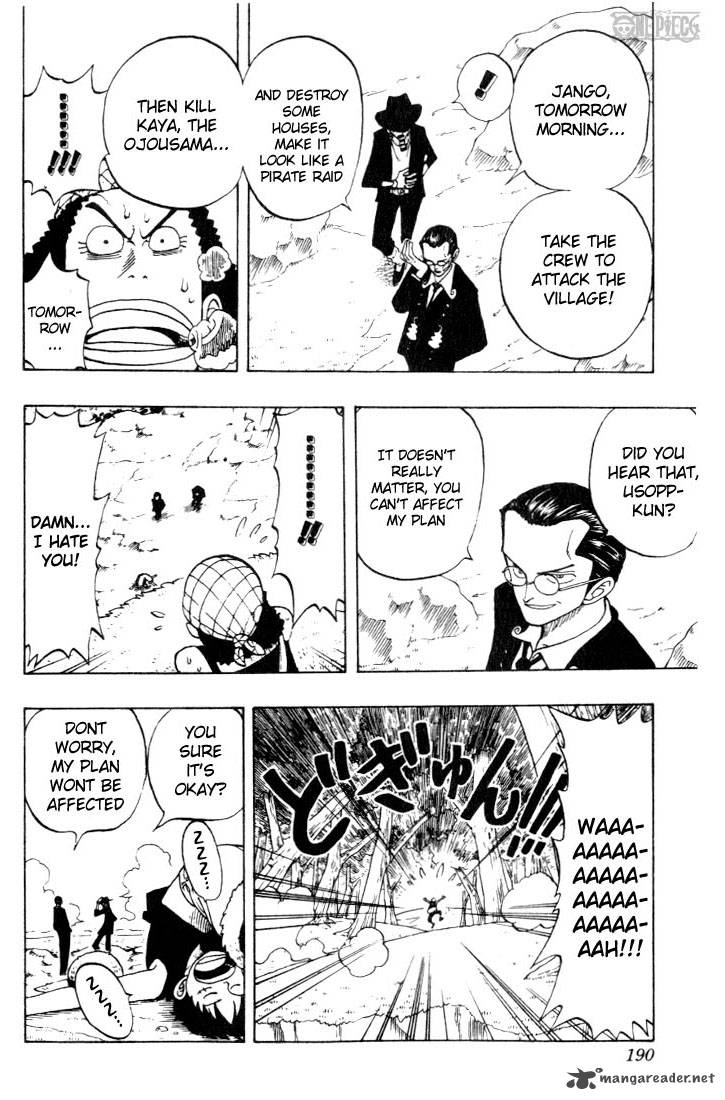 ONE PIECE
JANGO,
TOMORROW
MORNING...
!
TAKE THE
CREW TO
ATTACK THE
VILLAGE!
AND DESTROY
SOME
HOUSES,
MAKE IT
LOOK LIKE A
PIRATE RAID
THEN KILL
KAYA, THE
OJOUSAMA...
......!!!
TOMOR-
ROW
...
DID YOU
HEAR THAT,
USOPP-
KUN?
IT DOESN'T
REALLY
MATTER, YOU
CAN'T AFFECT
MY PLAN
......!!
DAMN...
I HATE
YOU!
WAAA-
AAAAA-
AAAAA-
AAAAA-
AAAAA-
AAH!!!
どぎゅん!!!
YOU
SURE
IT'S
OKAY?
DONT
WORRY,
MY PLAN
WONT BE
AFFECTED
ZZZ...
ZZZ...
190
mangareader.net